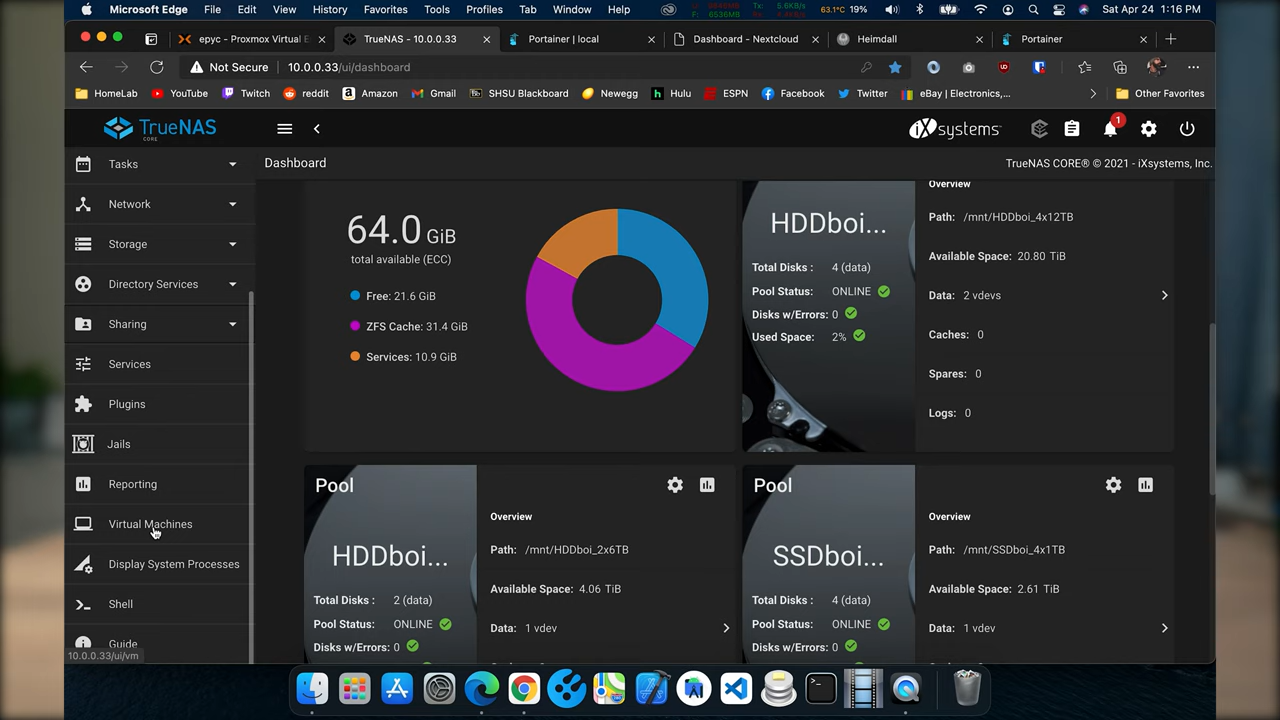 Microsoft Edge File Edit View History Favorites Tools Profiles Tab Window Help 63.1°C 19% Sat Apr 24 1:16 PM
epyc - Proxmox Virtual E TrueNAS - 10.0.0.33 Portainer | local Dashboard - Nextcloud Heimdall Portainer
Not Secure 10.0.0.33/ui/dashboard
HomeLab YouTube Twitch reddit Amazon Gmail SHSU Blackboard Newegg Hulu ESPN Facebook Twitter eBay | Electronics,... Other Favorites
TrueNAS CORE iXsystems 1
Dashboard TrueNAS CORE® © 2021 - iXsystems, Inc.
Tasks
Network
Storage
Directory Services
Sharing
Services
Plugins
Jails
Reporting
Virtual Machines
Display System Processes
Shell
Guide
10.0.0.33/ui/vm
64.0 GiB
total available (ECC)
Free: 21.6 GiB
ZFS Cache: 31.4 GiB
Services: 10.9 GiB
HDDboi...
Total Disks : 4 (data)
Pool Status: ONLINE
Disks w/Errors: 0
Used Space: 2%
Overview
Path: /mnt/HDDboi_4x12TB
Available Space: 20.80 TiB
Data: 2 vdevs
Caches: 0
Spares: 0
Logs: 0
Pool
HDDboi...
Total Disks : 2 (data)
Pool Status: ONLINE
Disks w/Errors: 0
Overview
Path: /mnt/HDDboi_2x6TB
Available Space: 4.06 TiB
Data: 1 vdev
Pool
SSDboi...
Total Disks : 4 (data)
Pool Status: ONLINE
Disks w/Errors: 0
Overview
Path: /mnt/SSDboi_4x1TB
Available Space: 2.61 TiB
Data: 1 vdev